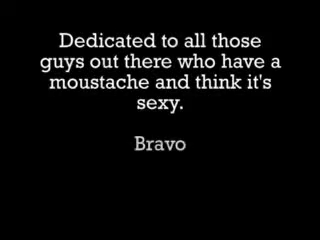 Dedicated to all those
guys out there who have a
moustache and think it's
sexy.
Bravo